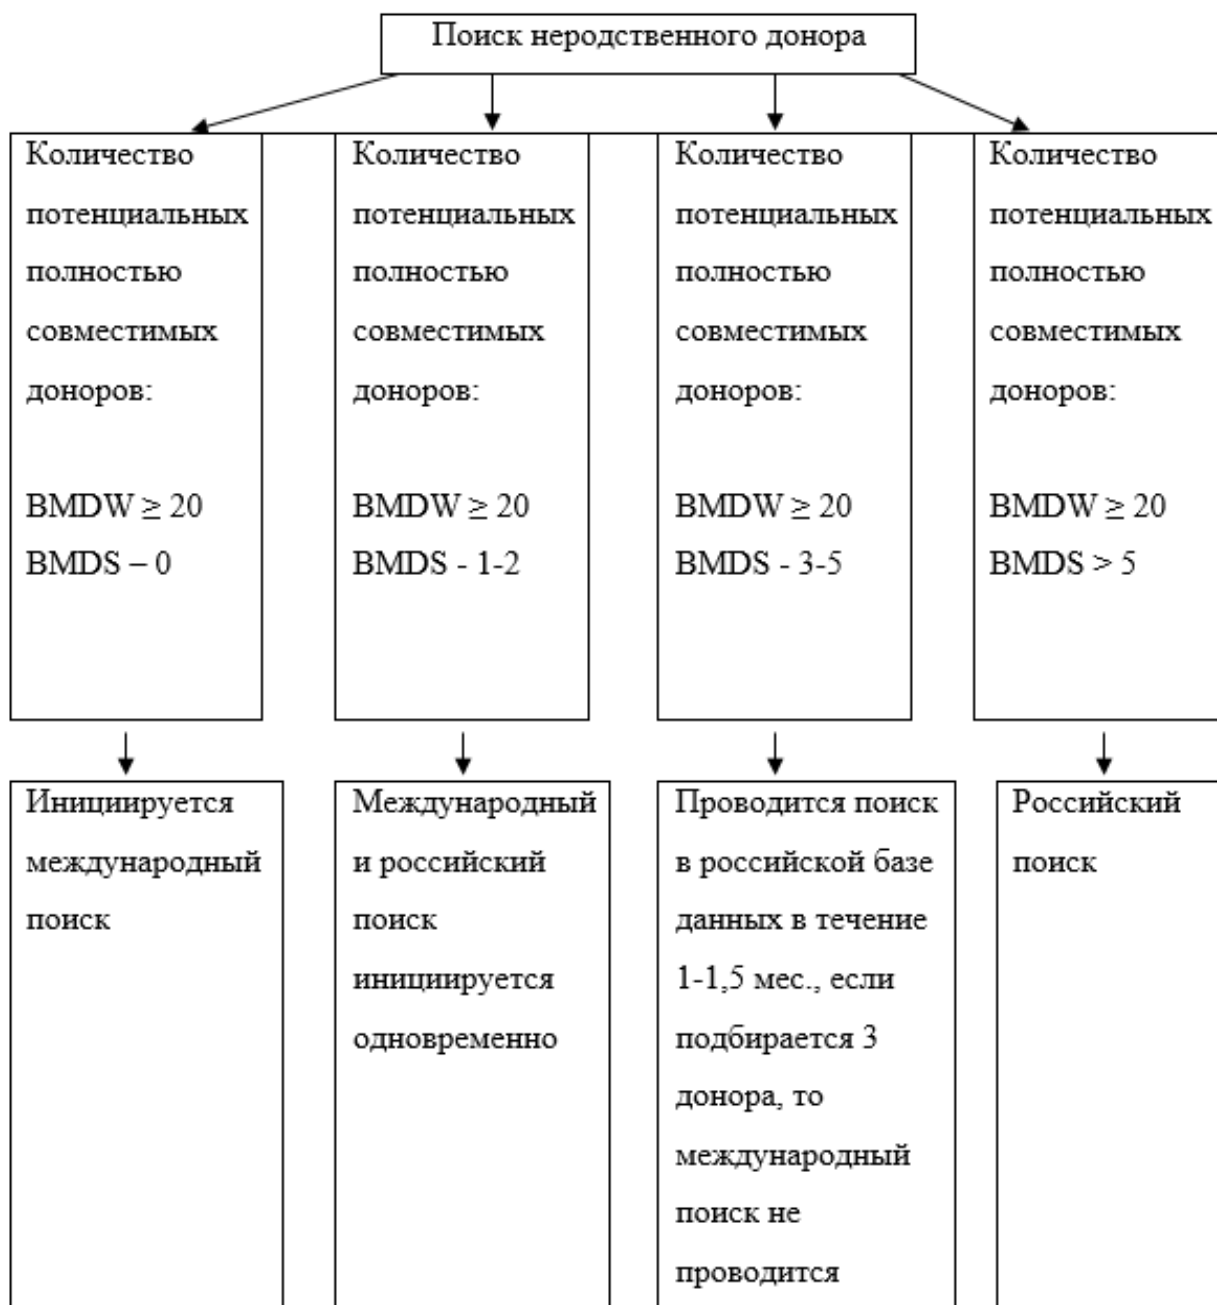 Поиск неродственного донора
Количество
потенциальных
полностью
совместимых
доноров:
BMDW ≥ 20
BMDS – 0
Количество
потенциальных
полностью
совместимых
доноров:
BMDW ≥ 20
BMDS - 1-2
Количество
потенциальных
полностью
совместимых
доноров:
BMDW ≥ 20
BMDS - 3-5
Количество
потенциальных
полностью
совместимых
доноров:
BMDW ≥ 20
BMDS > 5
Инициируется
международный
поиск
Международный
и российский
поиск
инициируется
одновременно
Проводится поиск
в российской базе
данных в течение
1-1,5 мес., если
подбирается 3
донора, то
международный
поиск не
проводится
Российский
поиск